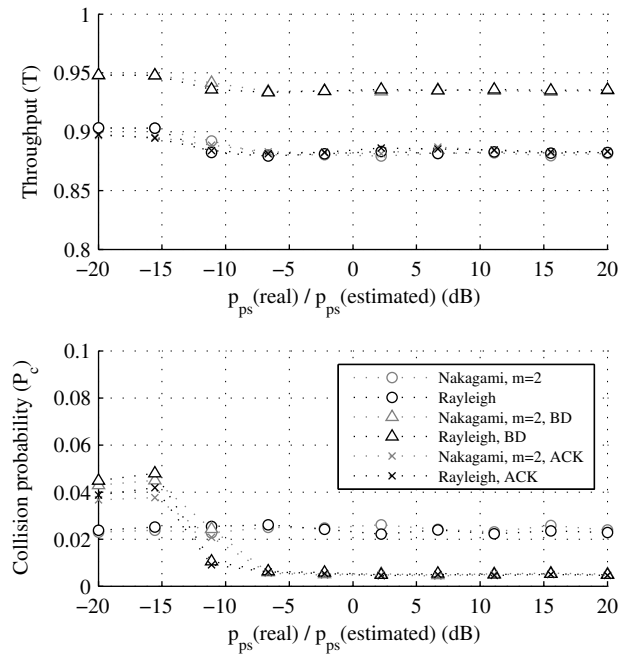 1
0.95
0.9
0.85
0.8
Throughput (T)
−20 −15 −10 −5 0 5 10 15 20
p_ps(real) / p_ps(estimated) (dB)
0.1
0.08
0.06
0.04
0.02
0
Collision probability (P_c)
Nakagami, m=2
Rayleigh
Nakagami, m=2, BD
Rayleigh, BD
Nakagami, m=2, ACK
Rayleigh, ACK
−20 −15 −10 −5 0 5 10 15 20
p_ps(real) / p_ps(estimated) (dB)